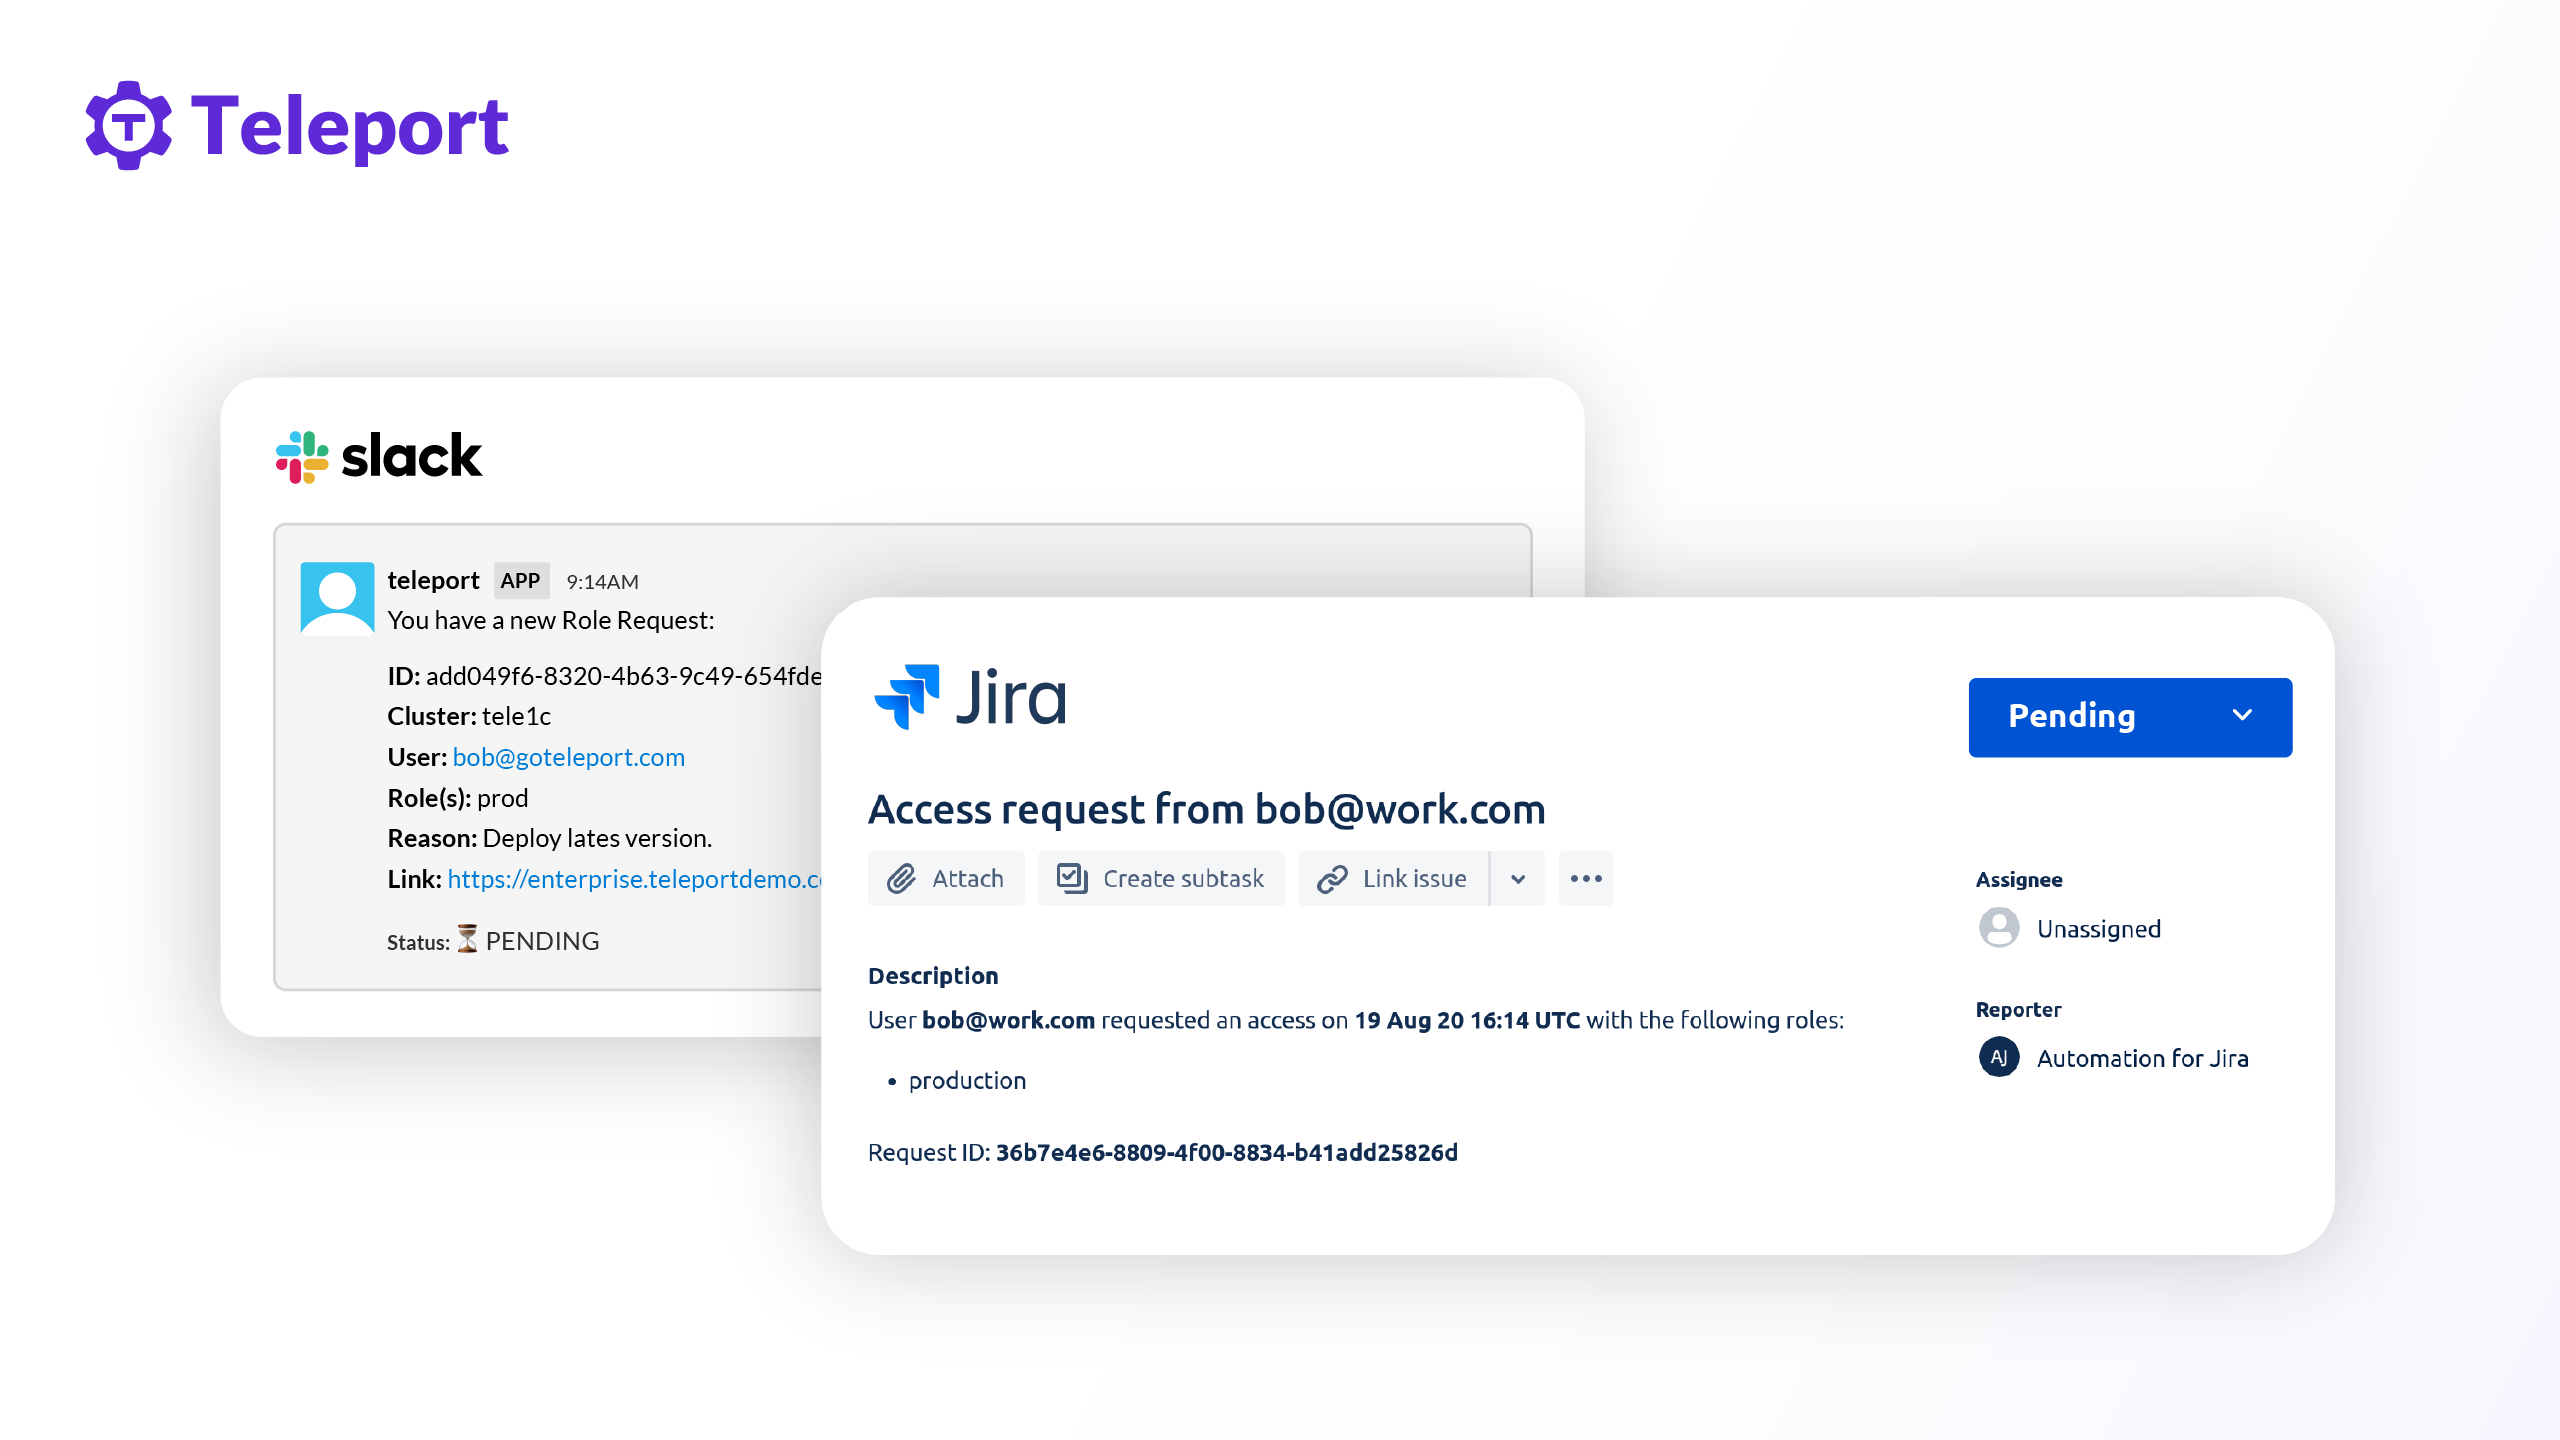 Teleport
slack
teleport APP 9:14AM
You have a new Role Request:
ID: add049f6-8320-4b63-9c49-654fde
Cluster: tele1c
User: bob@goteleport.com
Role(s): prod
Reason: Deploy lates version.
Link: https://enterprise.teleportdemo.c
Status: PENDING
Jira
Pending
Access request from bob@work.com
Attach Create subtask Link issue
Description
User bob@work.com requested an access on 19 Aug 20 16:14 UTC with the following roles:
• production
Request ID: 36b7e4e6-8809-4f00-8834-b41add25826d
Assignee
Unassigned
Reporter
AJ Automation for Jira